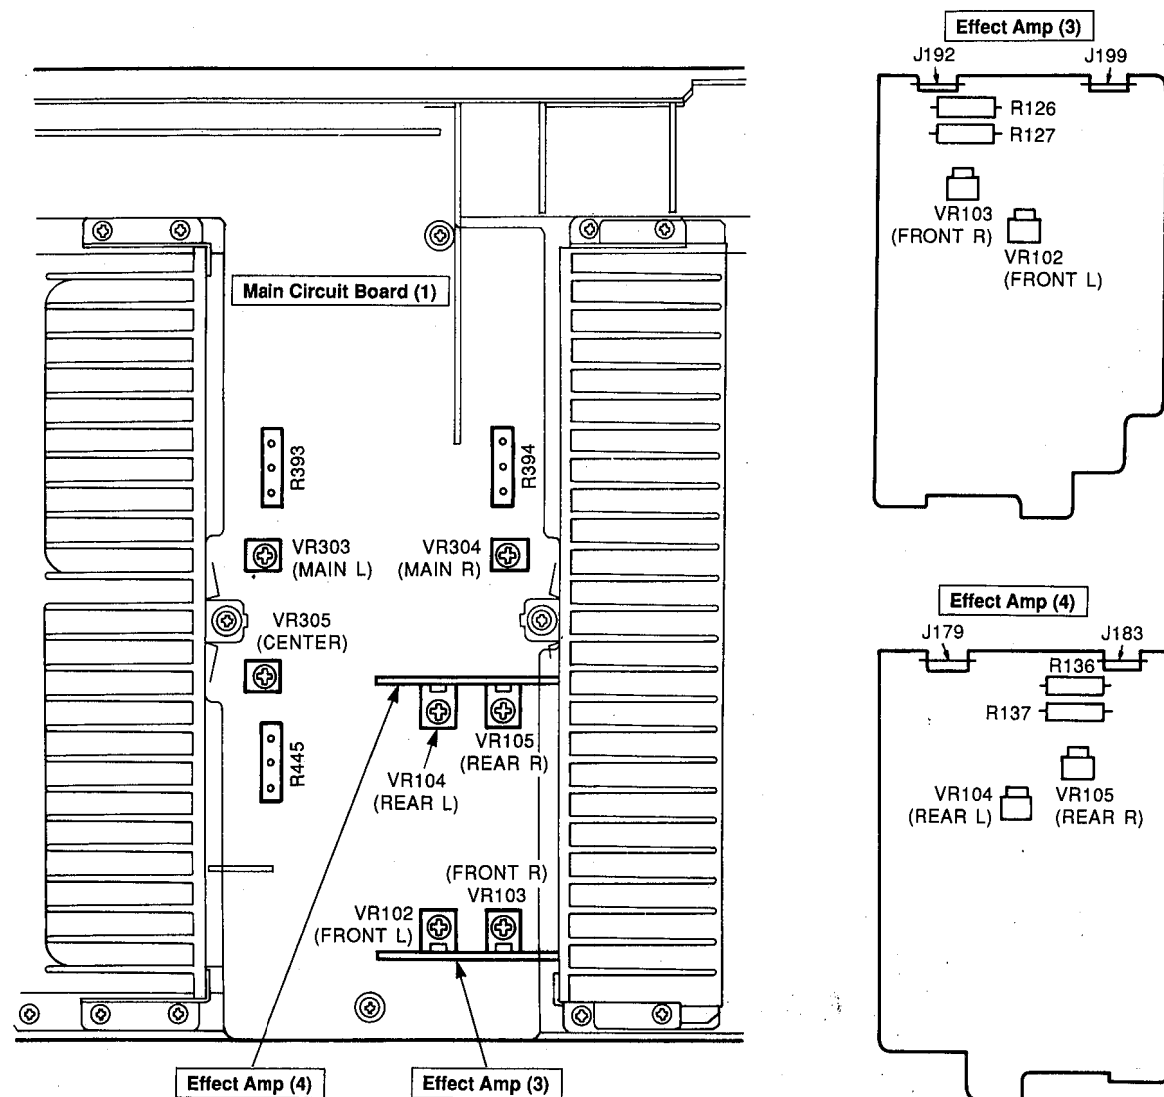 Effect Amp (3)
J192
J199
R126
R127
VR103
(FRONT R)
VR102
(FRONT L)
Main Circuit Board (1)
R393
R394
VR303
(MAIN L)
VR304
(MAIN R)
VR305
(CENTER)
R445
VR105
(REAR R)
VR104
(REAR L)
(FRONT R)
VR103
VR102
(FRONT L)
Effect Amp (4)
Effect Amp (3)
Effect Amp (4)
J179
J183
R136
R137
VR104
(REAR L)
VR105
(REAR R)